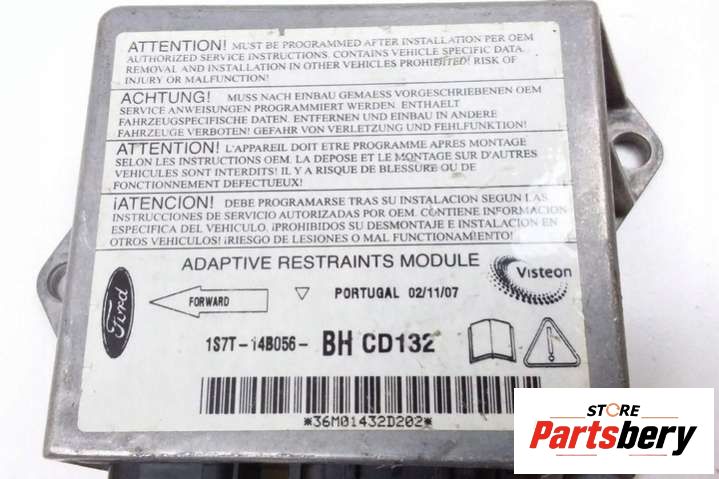 ATTENTION! MUST BE PROGRAMMED AFTER INSTALLATION PER OEM
AUTHORIZED SERVICE INSTRUCTIONS. CONTAINS VEHICLE SPECIFIC DATA.
REMOVAL AND INSTALLATION IN OTHER VEHICLES PROHIBITED! RISK OF
INJURY OR MALFUNCTION!
ACHTUNG! MUSS NACH EINBAU GEMAESS VORGESCHRIEBENEN OEM
SERVICE ANWEISUNGEN PROGRAMMIERT WERDEN. ENTHAELT
FAHRZEUGSPEZIFISCHE DATEN. ENTFERNEN UND EINBAU IN ANDERE
FAHRZEUGE VERBOTEN! GEFAHR VON VERLETZUNG UND FEHLFUNKTION!
ATTENTION! L'APPAREIL DOIT ETRE PROGRAMME APRES MONTAGE
SELON LES INSTRUCTIONS OEM. LA DEPOSE ET LE MONTAGE SUR D'AUTRES
VEHICULES SONT INTERDITS! IL Y A RISQUE DE BLESSURE OU DE
FONCTIONNEMENT DEFECTUEUX!
¡ATENCION! DEBE PROGRAMARSE TRAS SU INSTALACION SEGUN LAS
INSTRUCCIONES DE SERVICIO AUTORIZADAS POR OEM. CONTIENE INFORMACION
ESPECIFICA DEL VEHICULO. ¡PROHIBIDOS SU DESMONTAJE E INSTALACION EN
OTROS VEHICULOS! ¡RIESGO DE LESIONES O MAL FUNCIONAMIENTO!
ADAPTIVE RESTRAINTS MODULE
Visteon
Ford
FORWARD
PORTUGAL 02/11/07
1S7T-14B056- BH CD132
*36M01432D202*
STORE
Partsbery